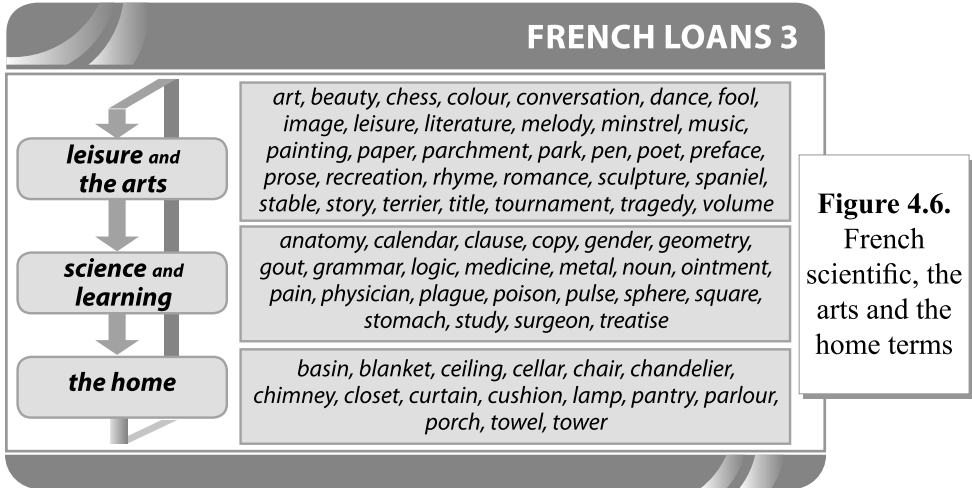 FRENCH LOANS 3
leisure and
the arts
art, beauty, chess, colour, conversation, dance, fool,
image, leisure, literature, melody, minstrel, music,
painting, paper, parchment, park, pen, poet, preface,
prose, recreation, rhyme, romance, sculpture, spaniel,
stable, story, terrier, title, tournament, tragedy, volume
science and
learning
anatomy, calendar, clause, copy, gender, geometry,
gout, grammar, logic, medicine, metal, noun, ointment,
pain, physician, plague, poison, pulse, sphere, square,
stomach, study, surgeon, treatise
the home
basin, blanket, ceiling, cellar, chair, chandelier,
chimney, closet, curtain, cushion, lamp, pantry, parlour,
porch, towel, tower
Figure 4.6.
French
scientific, the
arts and the
home terms